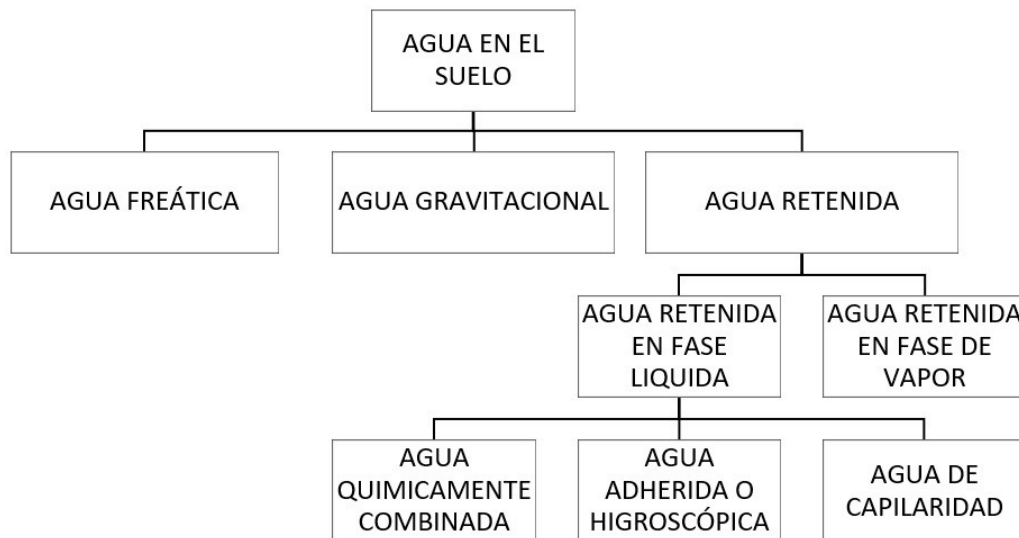 AGUA EN EL
SUELO
AGUA FREÁTICA
AGUA GRAVITACIONAL
AGUA RETENIDA
AGUA RETENIDA
EN FASE
LIQUIDA
AGUA RETENIDA
EN FASE DE
VAPOR
AGUA
QUIMICAMENTE
COMBINADA
AGUA
ADHERIDA O
HIGROSCÓPICA
AGUA DE
CAPILARIDAD